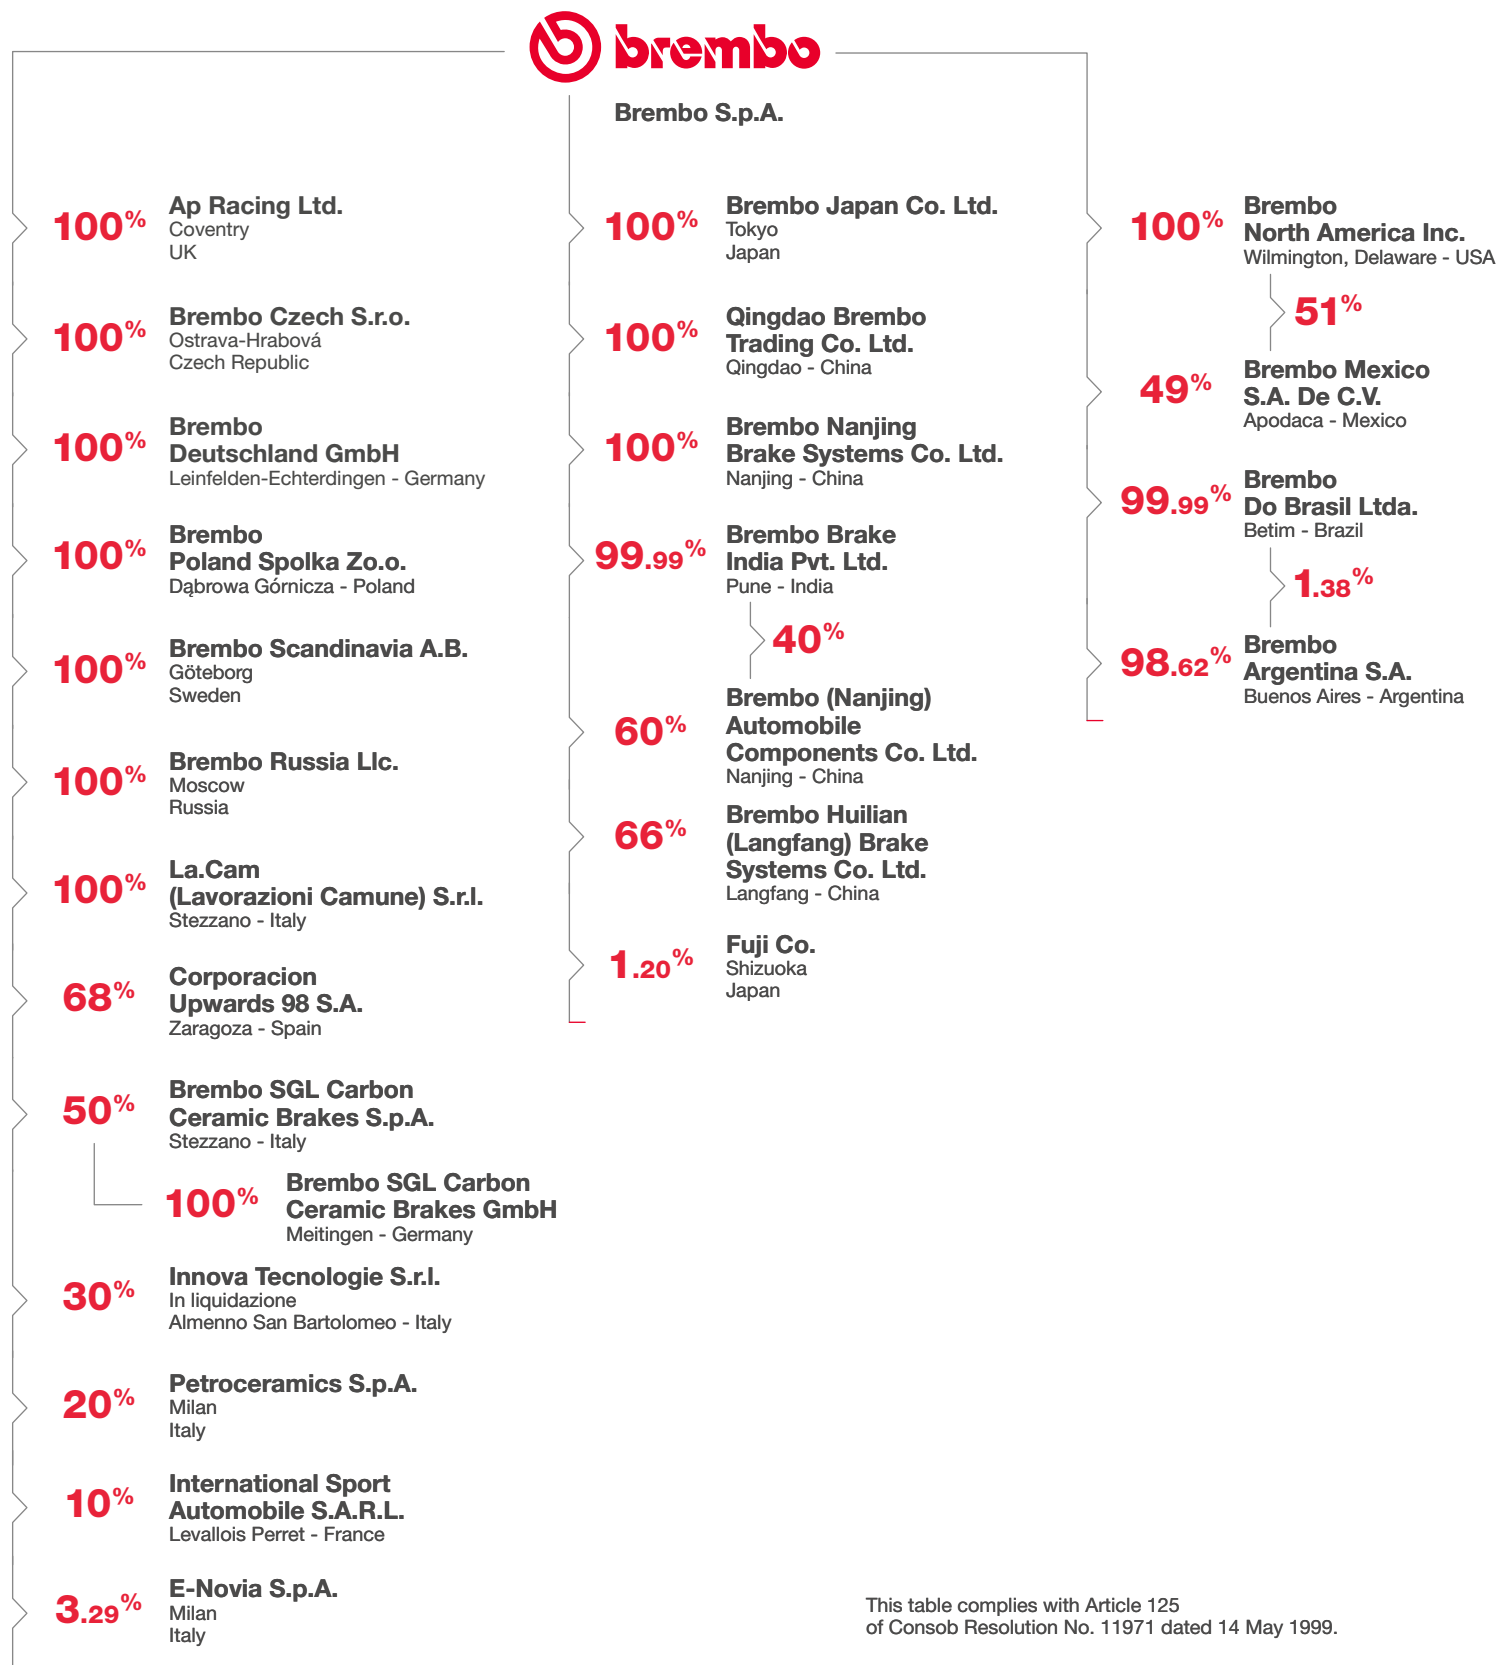 brembo
Brembo S.p.A.
100%
Ap Racing Ltd.
Coventry
UK
100%
Brembo Czech S.r.o.
Ostrava-Hrabová
Czech Republic
100%
Brembo
Deutschland GmbH
Leinfelden-Echterdingen - Germany
100%
Brembo
Poland Spolka Zo.o.
Dąbrowa Górnicza - Poland
100%
Brembo Scandinavia A.B.
Göteborg
Sweden
100%
Brembo Russia Llc.
Moscow
Russia
100%
La.Cam
(Lavorazioni Camune) S.r.l.
Stezzano - Italy
68%
Corporacion
Upwards 98 S.A.
Zaragoza - Spain
50%
Brembo SGL Carbon
Ceramic Brakes S.p.A.
Stezzano - Italy
100%
Brembo SGL Carbon
Ceramic Brakes GmbH
Meitingen - Germany
30%
Innova Tecnologie S.r.l.
In liquidazione
Almenno San Bartolomeo - Italy
20%
Petroceramics S.p.A.
Milan
Italy
10%
International Sport
Automobile S.A.R.L.
Levallois Perret - France
3.29%
E-Novia S.p.A.
Milan
Italy
100%
Brembo Japan Co. Ltd.
Tokyo
Japan
100%
Qingdao Brembo
Trading Co. Ltd.
Qingdao - China
100%
Brembo Nanjing
Brake Systems Co. Ltd.
Nanjing - China
99.99%
Brembo Brake
India Pvt. Ltd.
Pune - India
40%
60%
Brembo (Nanjing)
Automobile
Components Co. Ltd.
Nanjing - China
66%
Brembo Huilian
(Langfang) Brake
Systems Co. Ltd.
Langfang - China
1.20%
Fuji Co.
Shizuoka
Japan
100%
Brembo
North America Inc.
Wilmington, Delaware - USA
51%
49%
Brembo Mexico
S.A. De C.V.
Apodaca - Mexico
99.99%
Brembo
Do Brasil Ltda.
Betim - Brazil
1.38%
98.62%
Brembo
Argentina S.A.
Buenos Aires - Argentina
This table complies with Article 125
of Consob Resolution No. 11971 dated 14 May 1999.